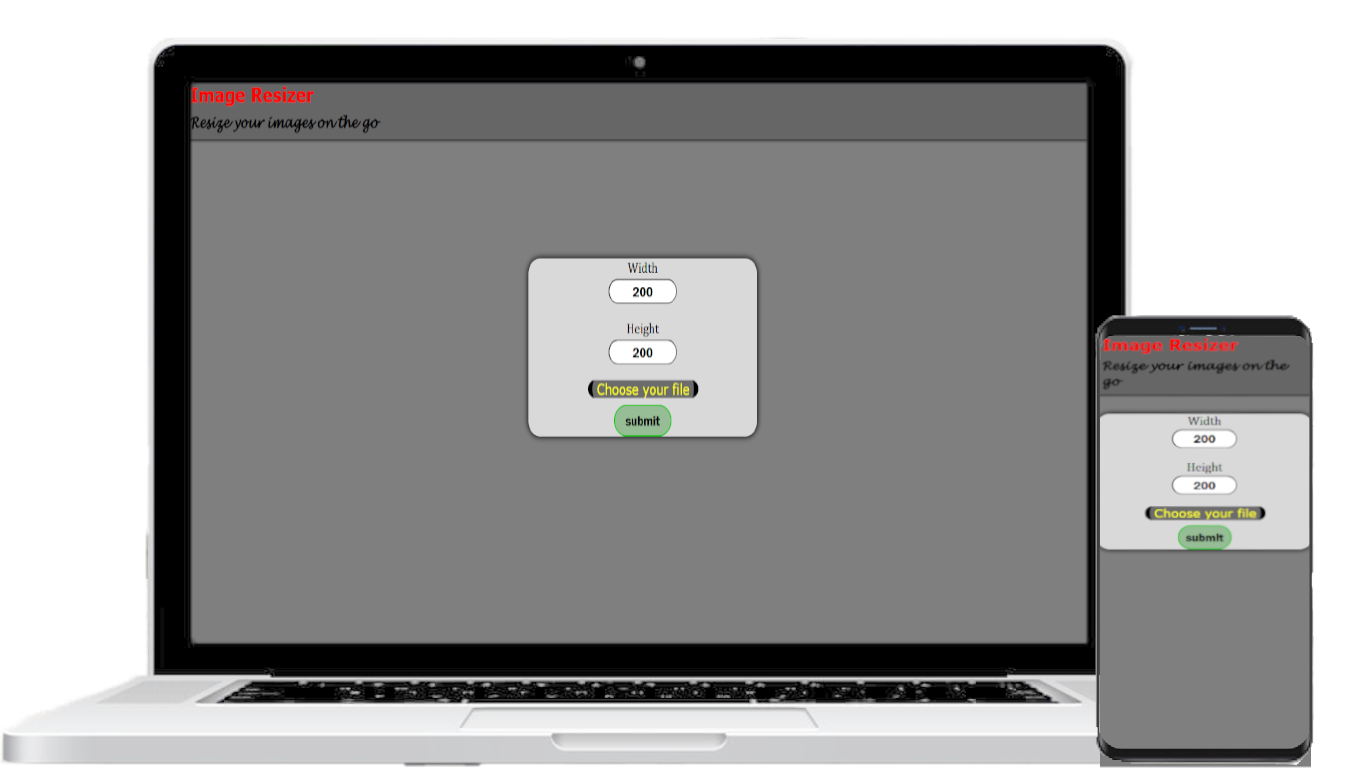 Image Resizer
Resize your images on the go
Width
200
Height
200
Choose your file
submit
Image Resizer
Resize your images on the
go
Width
200
Height
200
Choose your file
submit